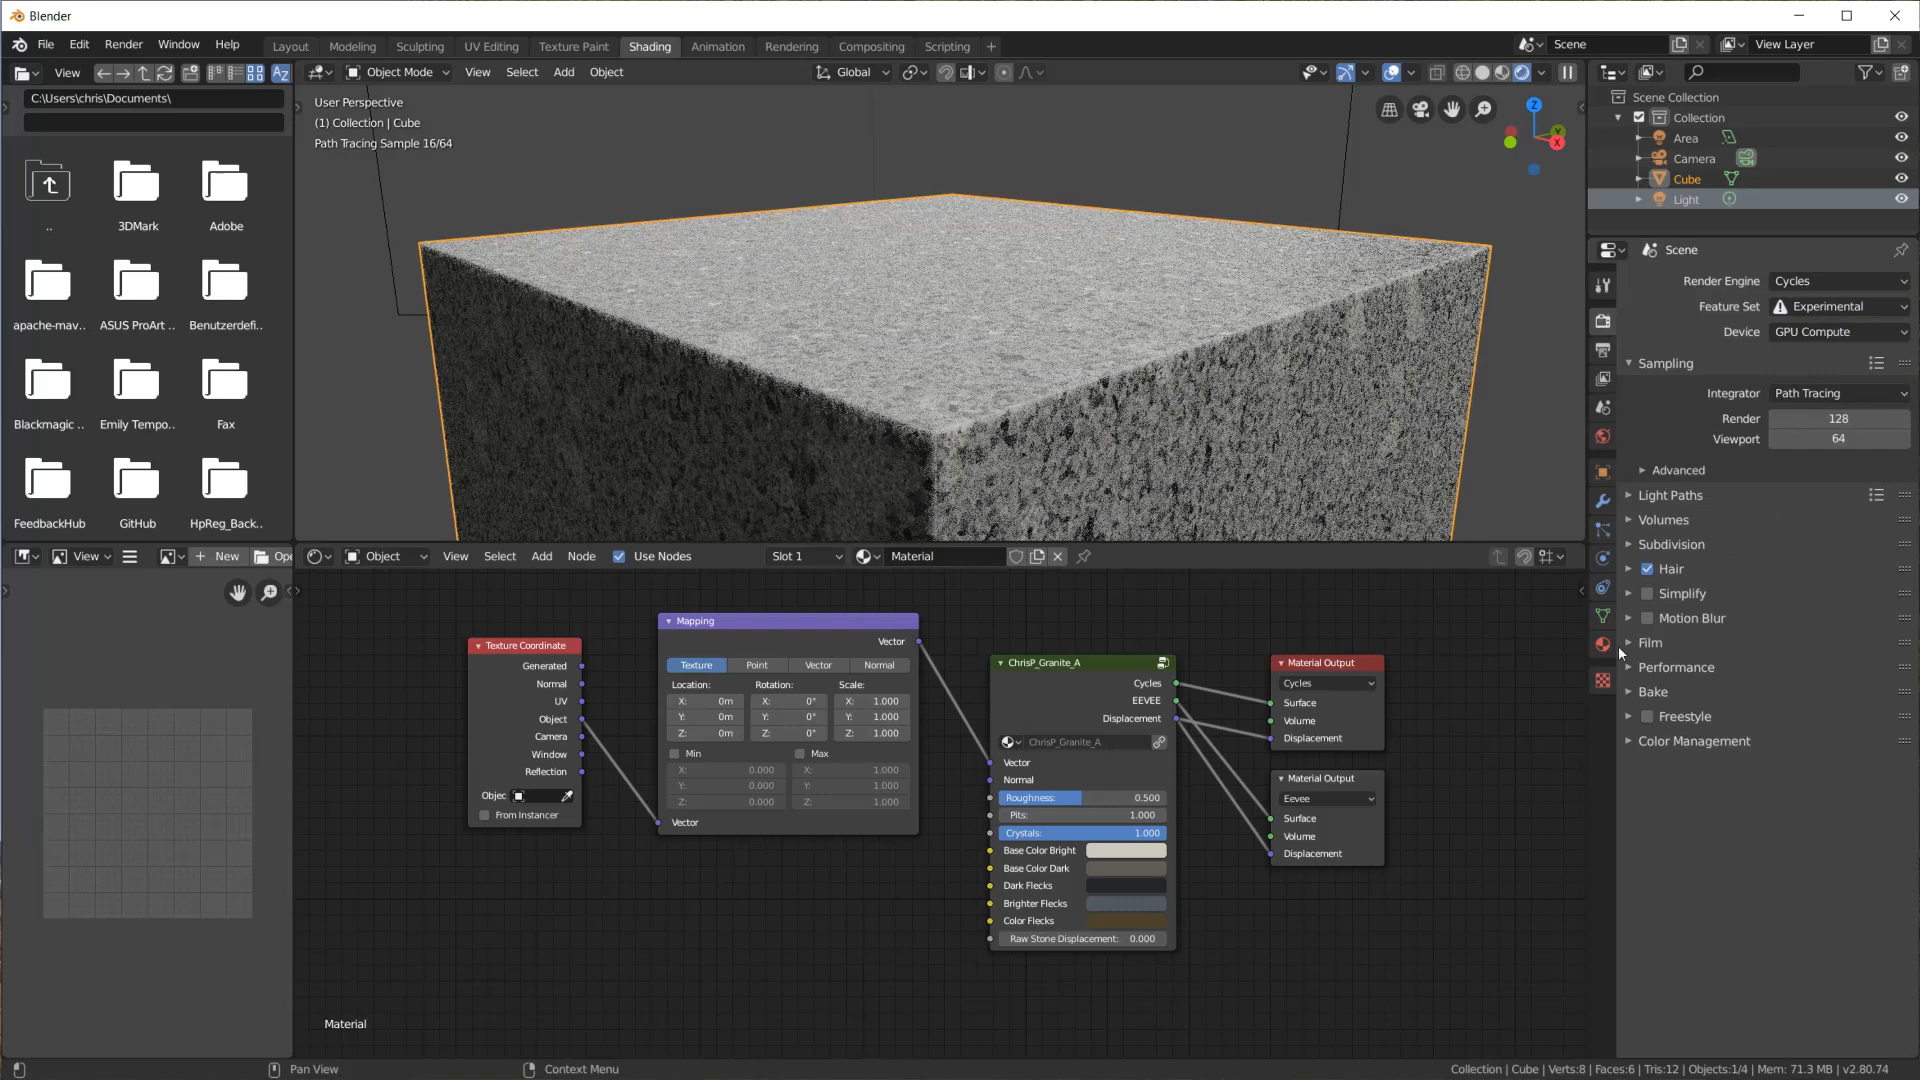 Blender
File Edit Render Window Help
Layout Modeling Sculpting UV Editing Texture Paint Shading Animation Rendering Compositing Scripting +
Scene
View Layer
View
Object Mode View Select Add Object
Global
C:\Users\chris\Documents\
..
3DMark
Adobe
apache-mav..
ASUS ProArt ..
Benutzerdefi..
Blackmagic ..
Emily Tempo..
Fax
FeedbackHub
GitHub
HpReg_Back..
User Perspective
(1) Collection | Cube
Path Tracing Sample 16/64
Z
Y
X
Scene Collection
Collection
Area
Camera
Cube
Light
Scene
Render Engine Cycles
Feature Set Experimental
Device GPU Compute
Sampling
Integrator Path Tracing
Render 128
Viewport 64
Advanced
Light Paths
Volumes
Subdivision
Hair
Simplify
Motion Blur
Film
Performance
Bake
Freestyle
Color Management
View
+ New
Ope
Object View Select Add Node Use Nodes Slot 1 Material
Texture Coordinate
Generated
Normal
UV
Object
Camera
Window
Reflection
Objec
From Instancer
Mapping
Vector
Texture Point Vector Normal
Location: Rotation: Scale:
X: 0m X: 0° X: 1.000
Y: 0m Y: 0° Y: 1.000
Z: 0m Z: 0° Z: 1.000
Min Max
X: 0.000 X: 1.000
Y: 0.000 Y: 1.000
Z: 0.000 Z: 1.000
Vector
ChrisP_Granite_A
Cycles
EEVEE
Displacement
ChrisP_Granite_A
Vector
Normal
Roughness: 0.500
Pits: 1.000
Crystals: 1.000
Base Color Bright
Base Color Dark
Dark Flecks
Brighter Flecks
Color Flecks
Raw Stone Displacement: 0.000
Material Output
Cycles
Surface
Volume
Displacement
Material Output
Eevee
Surface
Volume
Displacement
Material
Pan View
Context Menu
Collection | Cube | Verts:8 | Faces:6 | Tris:12 | Objects:1/4 | Mem: 71.3 MB | v2.80.74